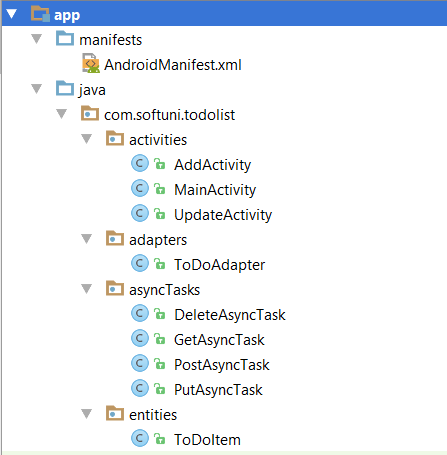 app
manifests
AndroidManifest.xml
java
com.softuni.todolist
activities
C AddActivity
C MainActivity
C UpdateActivity
adapters
C ToDoAdapter
asyncTasks
C DeleteAsyncTask
C GetAsyncTask
C PostAsyncTask
C PutAsyncTask
entities
C ToDoItem